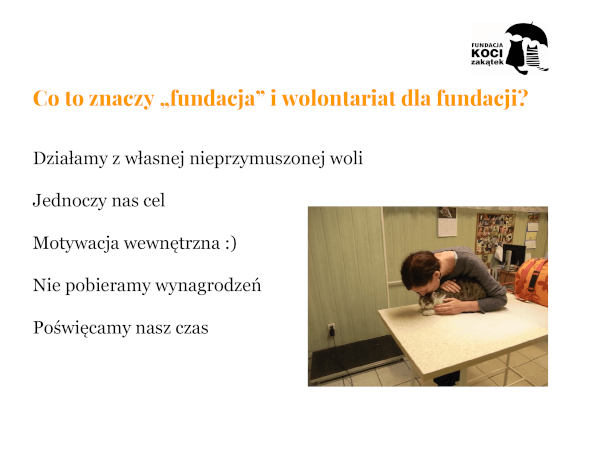 FUNDACJA
KOCI
zakątek
Co to znaczy „fundacja” i wolontariat dla fundacji?
Działamy z własnej nieprzymuszonej woli
Jednoczy nas cel
Motywacja wewnętrzna :)
Nie pobieramy wynagrodzeń
Poświęcamy nasz czas